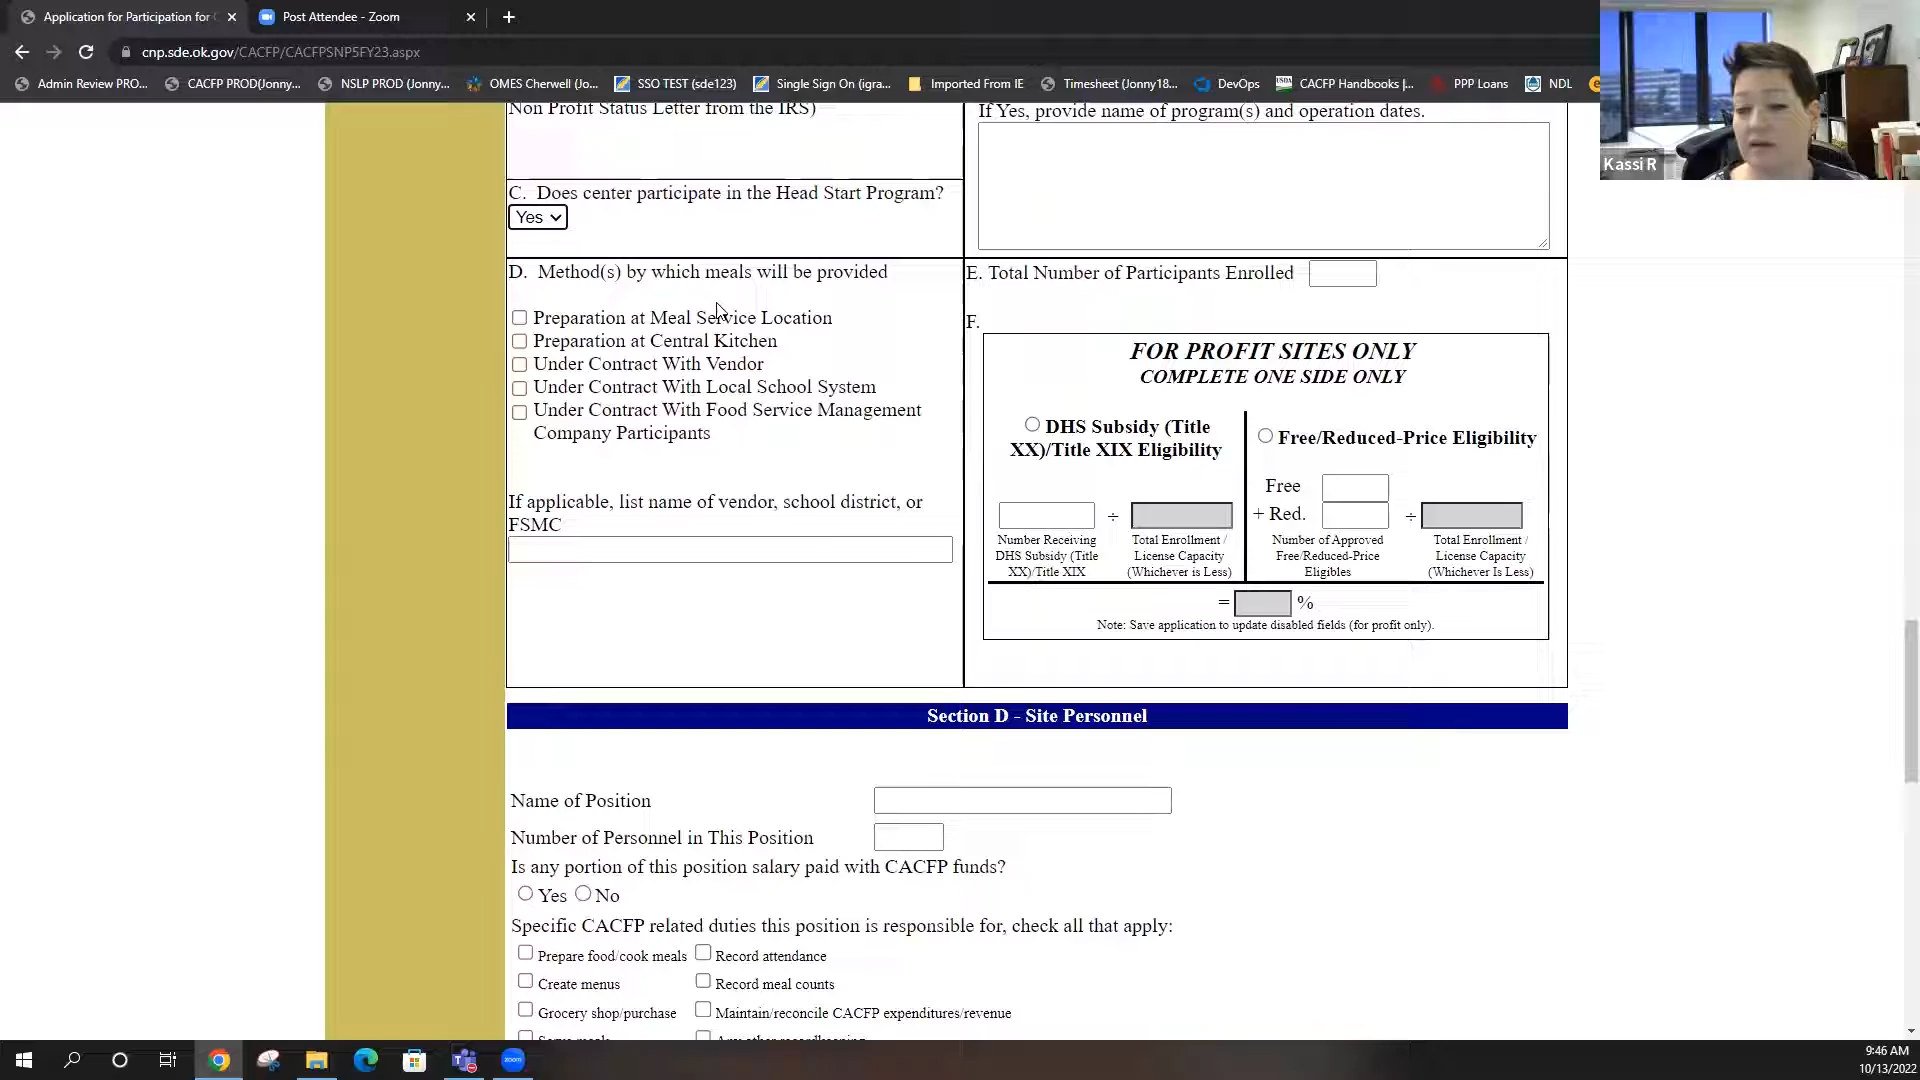 Application for Participation for C
Post Attendee - Zoom
cnp.sde.ok.gov/CACFP/CACFPSNP5FY23.aspx
Admin Review PRO...
CACFP PROD(Jonny...
NSLP PROD (Jonny...
OMES Cherwell (Jo...
SSO TEST (sde123)
Single Sign On (igra...
Imported From IE
Timesheet (Jonny18...
DevOps
CACFP Handbooks |...
PPP Loans
NDL
Kassi R
Non Profit Status Letter from the IRS)
If Yes, provide name of program(s) and operation dates.
C. Does center participate in the Head Start Program?
Yes
D. Method(s) by which meals will be provided
Preparation at Meal Service Location
Preparation at Central Kitchen
Under Contract With Vendor
Under Contract With Local School System
Under Contract With Food Service Management
Company Participants
If applicable, list name of vendor, school district, or
FSMC
E. Total Number of Participants Enrolled
F.
FOR PROFIT SITES ONLY
COMPLETE ONE SIDE ONLY
DHS Subsidy (Title
XX)/Title XIX Eligibility
÷
Number Receiving
DHS Subsidy (Title
XX)/Title XIX
Total Enrollment /
License Capacity
(Whichever is Less)
Free/Reduced-Price Eligibility
Free
+ Red.
÷
Number of Approved
Free/Reduced-Price
Eligibles
Total Enrollment /
License Capacity
(Whichever Is Less)
= %
Note: Save application to update disabled fields (for profit only).
Section D - Site Personnel
Name of Position
Number of Personnel in This Position
Is any portion of this position salary paid with CACFP funds?
Yes No
Specific CACFP related duties this position is responsible for, check all that apply:
Prepare food/cook meals Record attendance
Create menus Record meal counts
Grocery shop/purchase Maintain/reconcile CACFP expenditures/revenue
Serve meals Any other recordkeeping
zoom
9:46 AM
10/13/2022